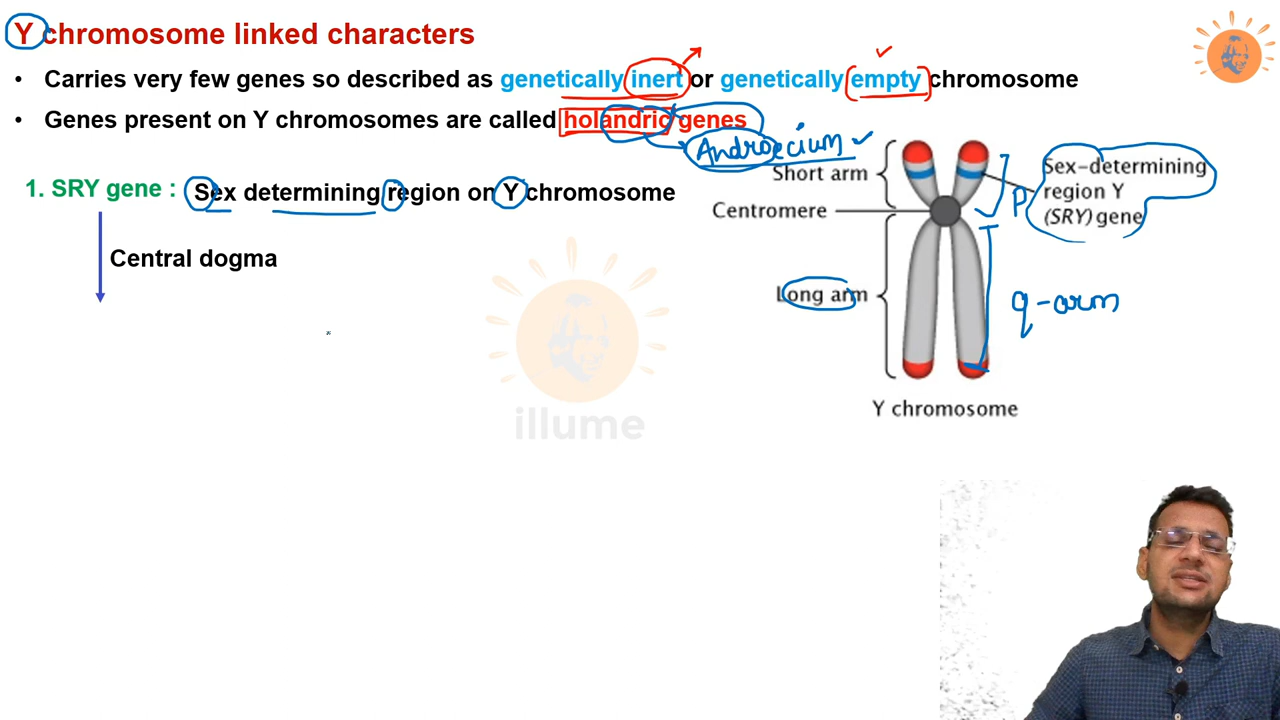 Y chromosome linked characters
• Carries very few genes so described as genetically inert or genetically empty chromosome
• Genes present on Y chromosomes are called holandric genes
Androecium
1. SRY gene : Sex determining region on Y chromosome
Central dogma
Short arm
Centromere
Long arm
P
Sex-determining
region Y
(SRY) gene
q-arm
Y chromosome
illume